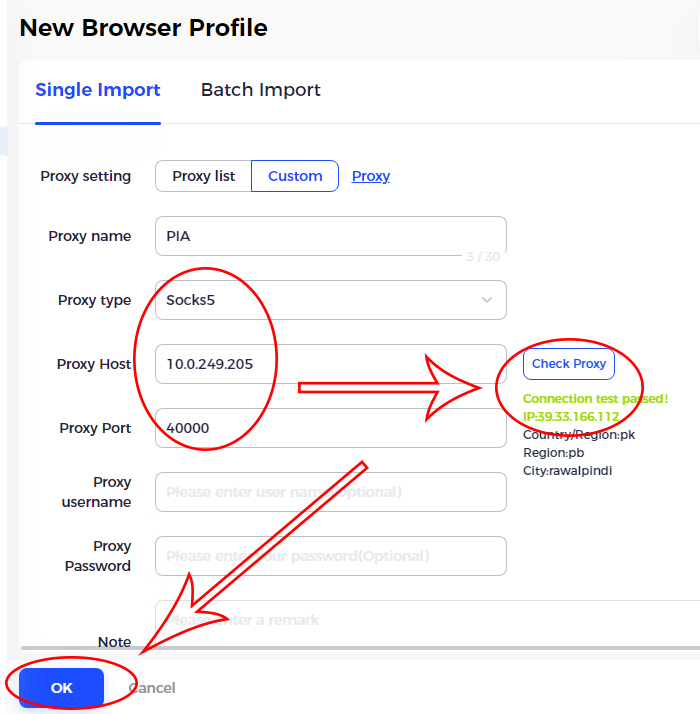 New Browser Profile
Single Import Batch Import
Proxy setting Proxy list Custom Proxy
Proxy name PIA
3 / 30
Proxy type Socks5
Proxy Host 10.0.249.205 Check Proxy
Connection test passed!
IP:39.33.166.112
Proxy Port 40000 Country/Region:pk
Region:pb
City:rawalpindi
Proxy
username Please enter user name(Optional)
Proxy
Password Please enter your password(Optional)
Please enter a remark
Note
OK Cancel